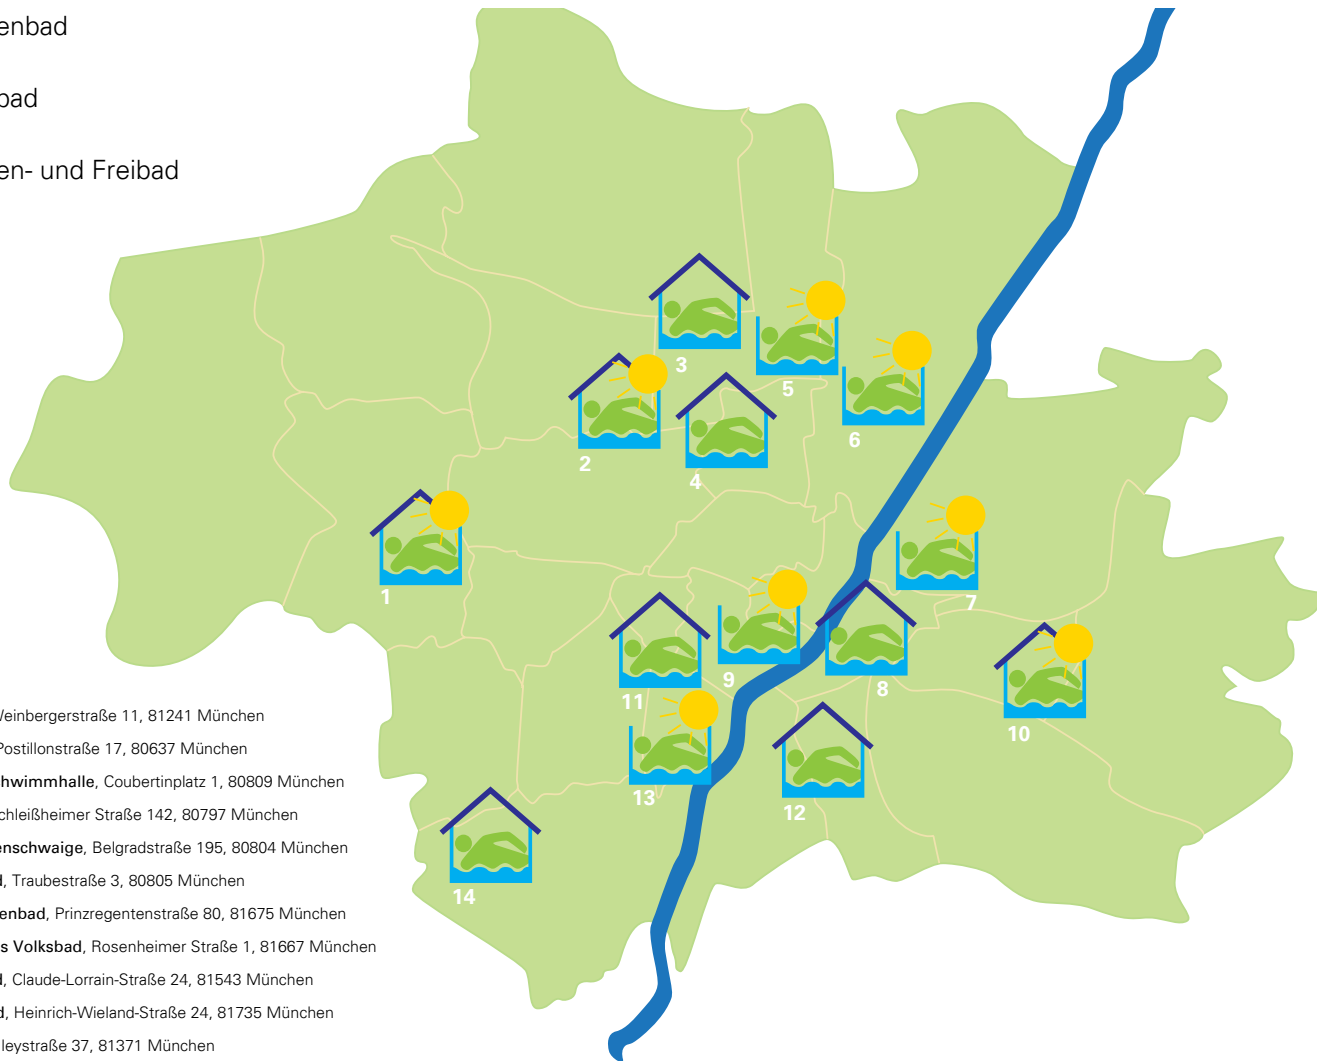 enbad
bad
en- und Freibad
3
5
2
6
4
1
7
9
8
11
10
13
12
14
Weinbergerstraße 11, 81241 München
Postillonstraße 17, 80637 München
chwimmhalle, Coubertinplatz 1, 80809 München
chleißheimer Straße 142, 80797 München
enschwaige, Belgradstraße 195, 80804 München
d, Traubestraße 3, 80805 München
enbad, Prinzregentenstraße 80, 81675 München
s Volksbad, Rosenheimer Straße 1, 81667 München
d, Claude-Lorrain-Straße 24, 81543 München
d, Heinrich-Wieland-Straße 24, 81735 München
lleystraße 37, 81371 München